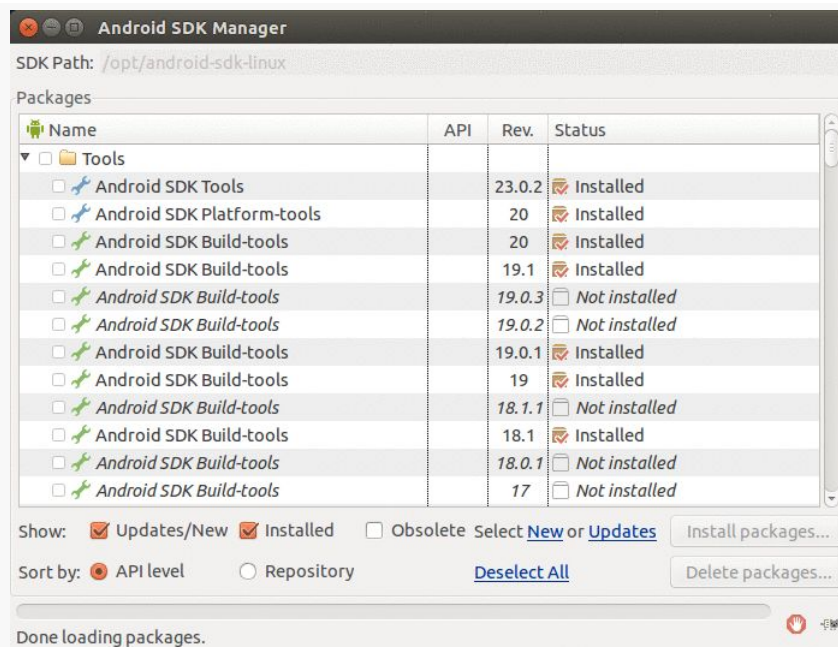 Android SDK Manager
SDK Path: /opt/android-sdk-linux
Packages
Name API Rev. Status
Tools
Android SDK Tools 23.0.2 Installed
Android SDK Platform-tools 20 Installed
Android SDK Build-tools 20 Installed
Android SDK Build-tools 19.1 Installed
Android SDK Build-tools 19.0.3 Not installed
Android SDK Build-tools 19.0.2 Not installed
Android SDK Build-tools 19.0.1 Installed
Android SDK Build-tools 19 Installed
Android SDK Build-tools 18.1.1 Not installed
Android SDK Build-tools 18.1 Installed
Android SDK Build-tools 18.0.1 Not installed
Android SDK Build-tools 17 Not installed
Show: Updates/New Installed Obsolete Select New or Updates Install packages...
Sort by: API level Repository Deselect All Delete packages...
Done loading packages.